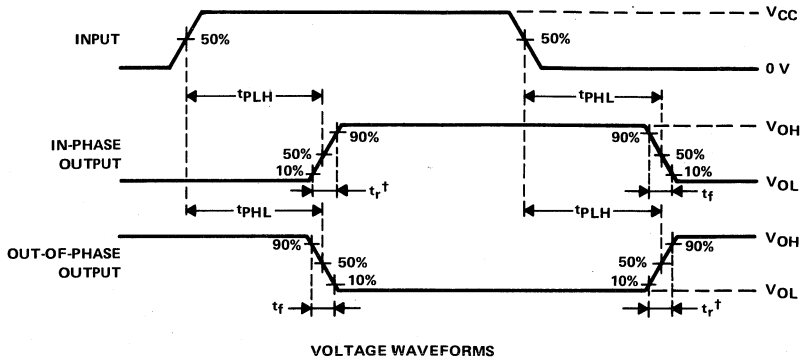 VCC
INPUT
50%
50%
0 V
tPLH
tPHL
IN-PHASE
OUTPUT
90%
90%
VOH
50%
50%
10%
10%
VOL
tr†
tf
tPHL
tPLH
OUT-OF-PHASE
OUTPUT
90%
90%
VOH
50%
50%
10%
10%
VOL
tf
tr†
VOLTAGE WAVEFORMS